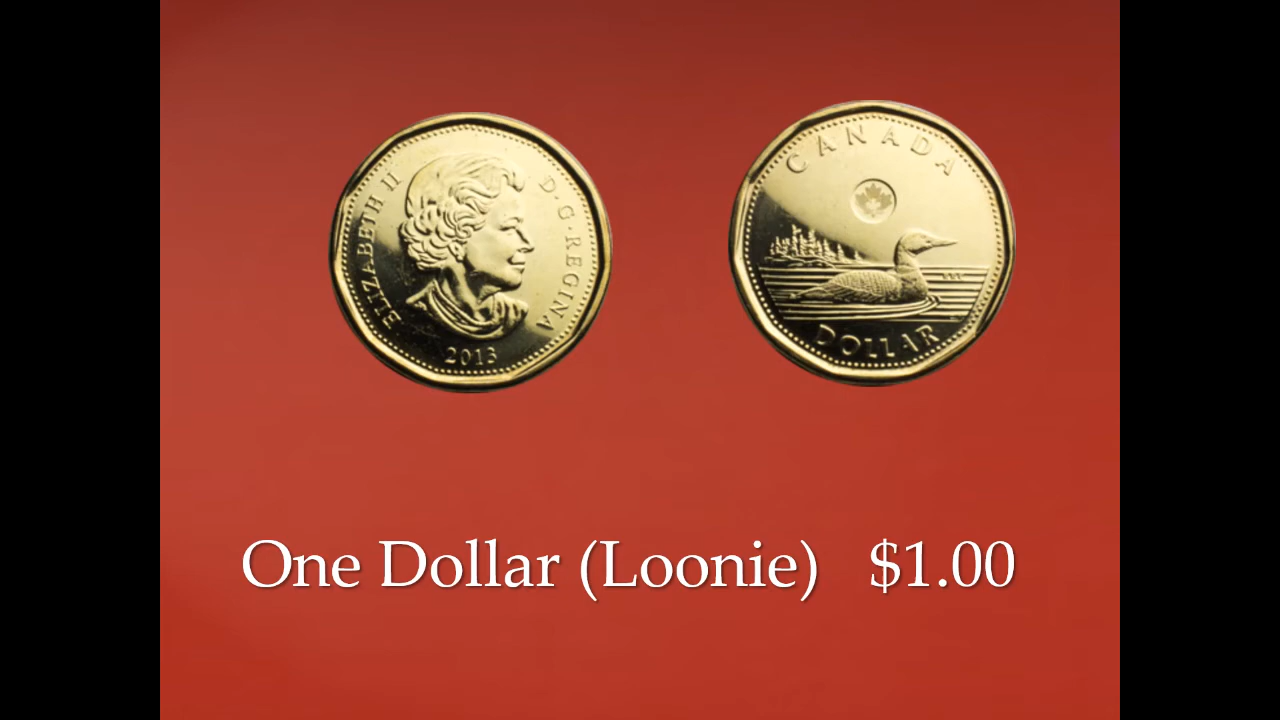 ELIZABETH II
D·G·REGINA
2013
CANADA
DOLLAR
One Dollar (Loonie) $1.00